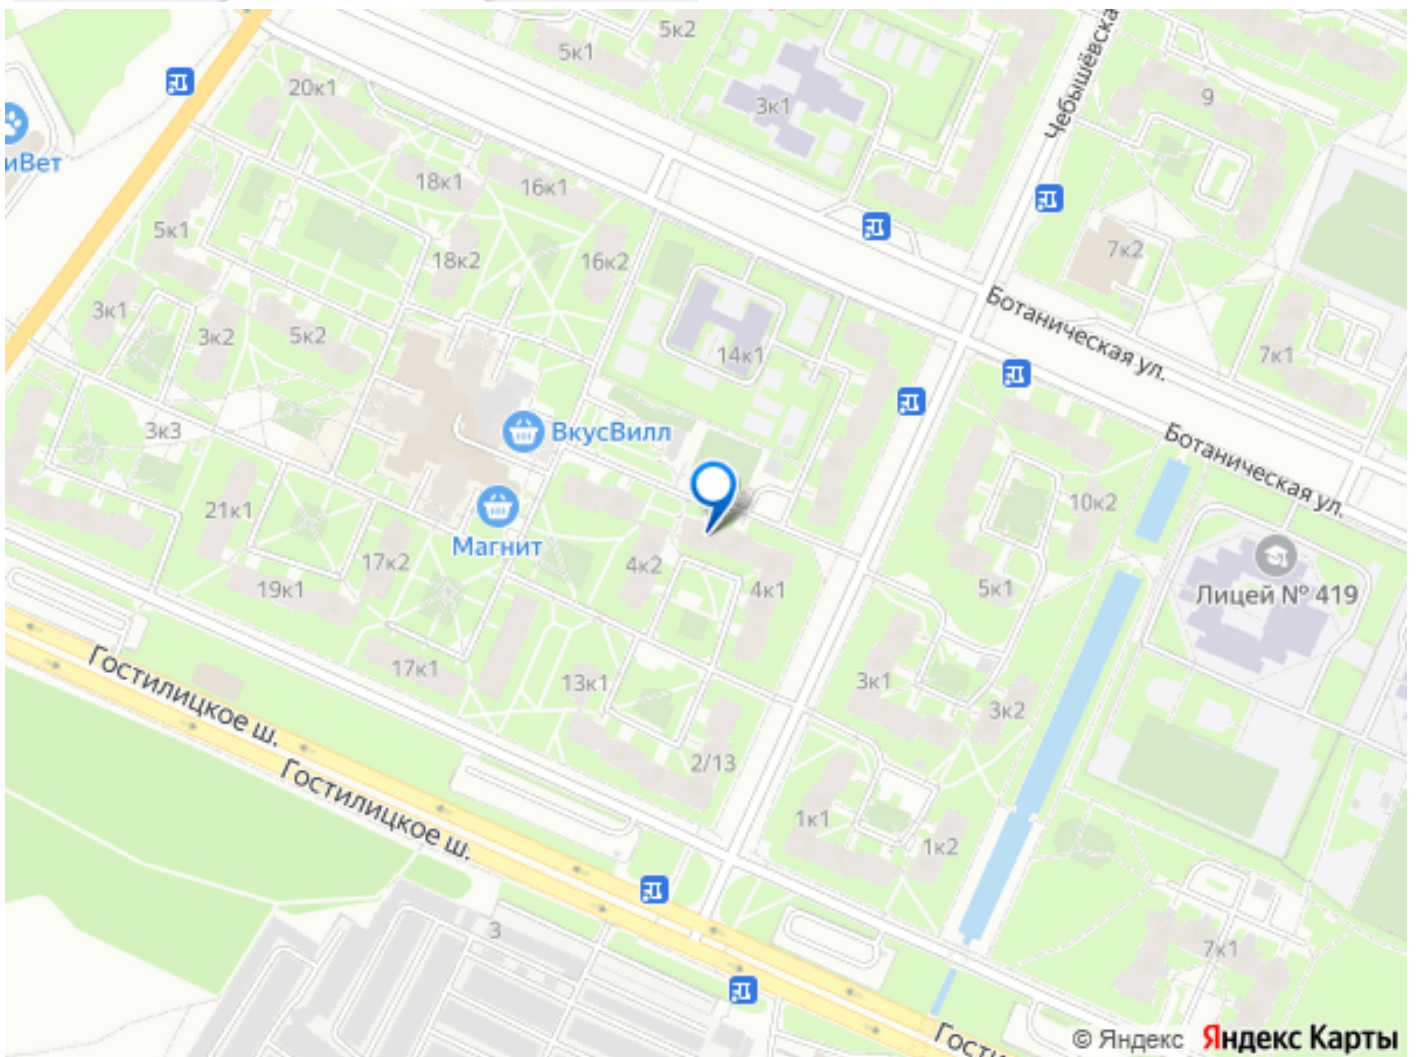 5к2
5к1
20к1
Чебышёвска
3к1
9
иВет
18к1
16к1
5к1
18к2
16к2
7к2
Ботаническая ул.
3к1
3к2
5к2
14к1
7к1
3к3
ВкусВилл
Ботаническая ул.
21к1
10к2
Магнит
17к2
4к2
19к1
4к1
5к1
Лицей № 419
17к1
13к1
3к1
3к2
Гостилицкое ш.
2/13
Гостилицкое ш.
1к1
1к2
3
7к1
Гости
© Яндекс Яндекс Карты